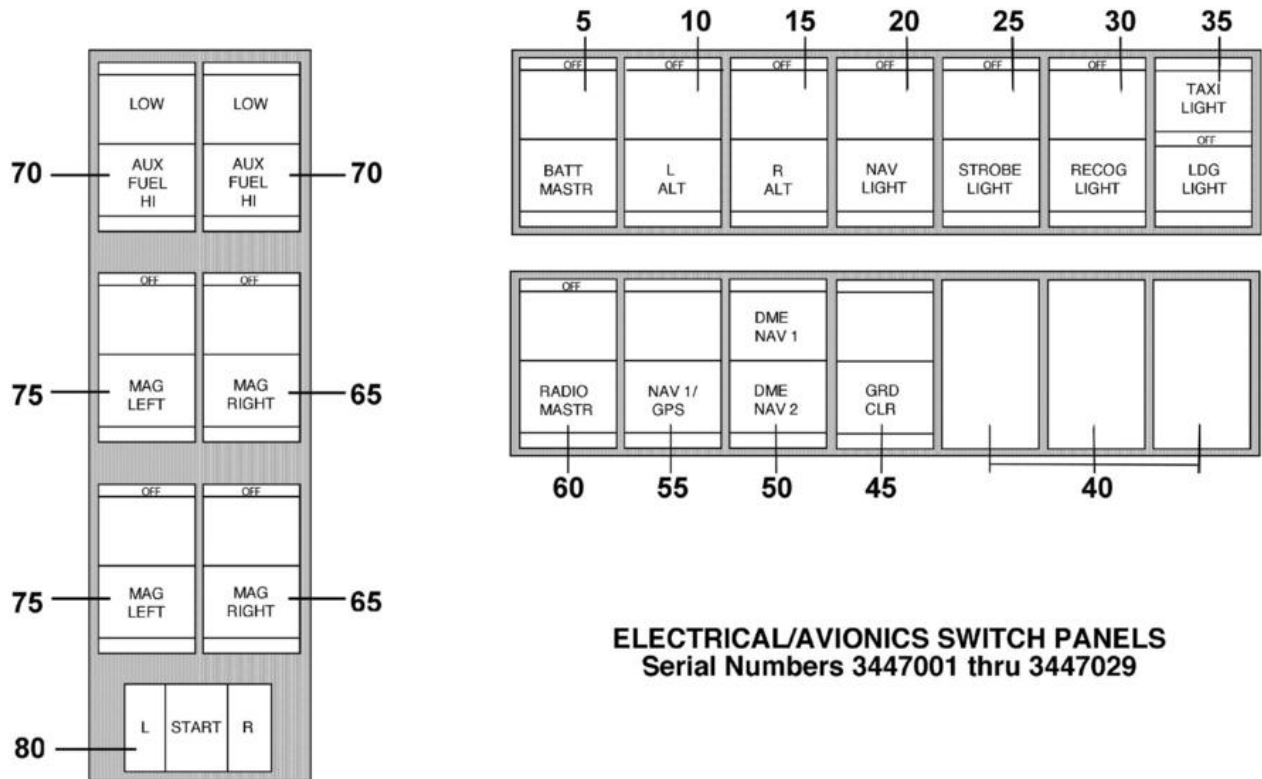 5 10 15 20 25 30 35
OFF OFF OFF OFF OFF OFF TAXI
LIGHT
OFF
BATT
MASTR
L
ALT
R
ALT
NAV
LIGHT
STROBE
LIGHT
RECOG
LIGHT
LDG
LIGHT
LOW LOW
70
AUX
FUEL
HI
AUX
FUEL
HI
70
OFF OFF
75
MAG
LEFT
MAG
RIGHT
65
OFF OFF
75
MAG
LEFT
MAG
RIGHT
65
80
L START R
OFF
DME
NAV 1
RADIO
MASTR
NAV 1/
GPS
DME
NAV 2
GRD
CLR
60 55 50 45 40
ELECTRICAL/AVIONICS SWITCH PANELS
Serial Numbers 3447001 thru 3447029